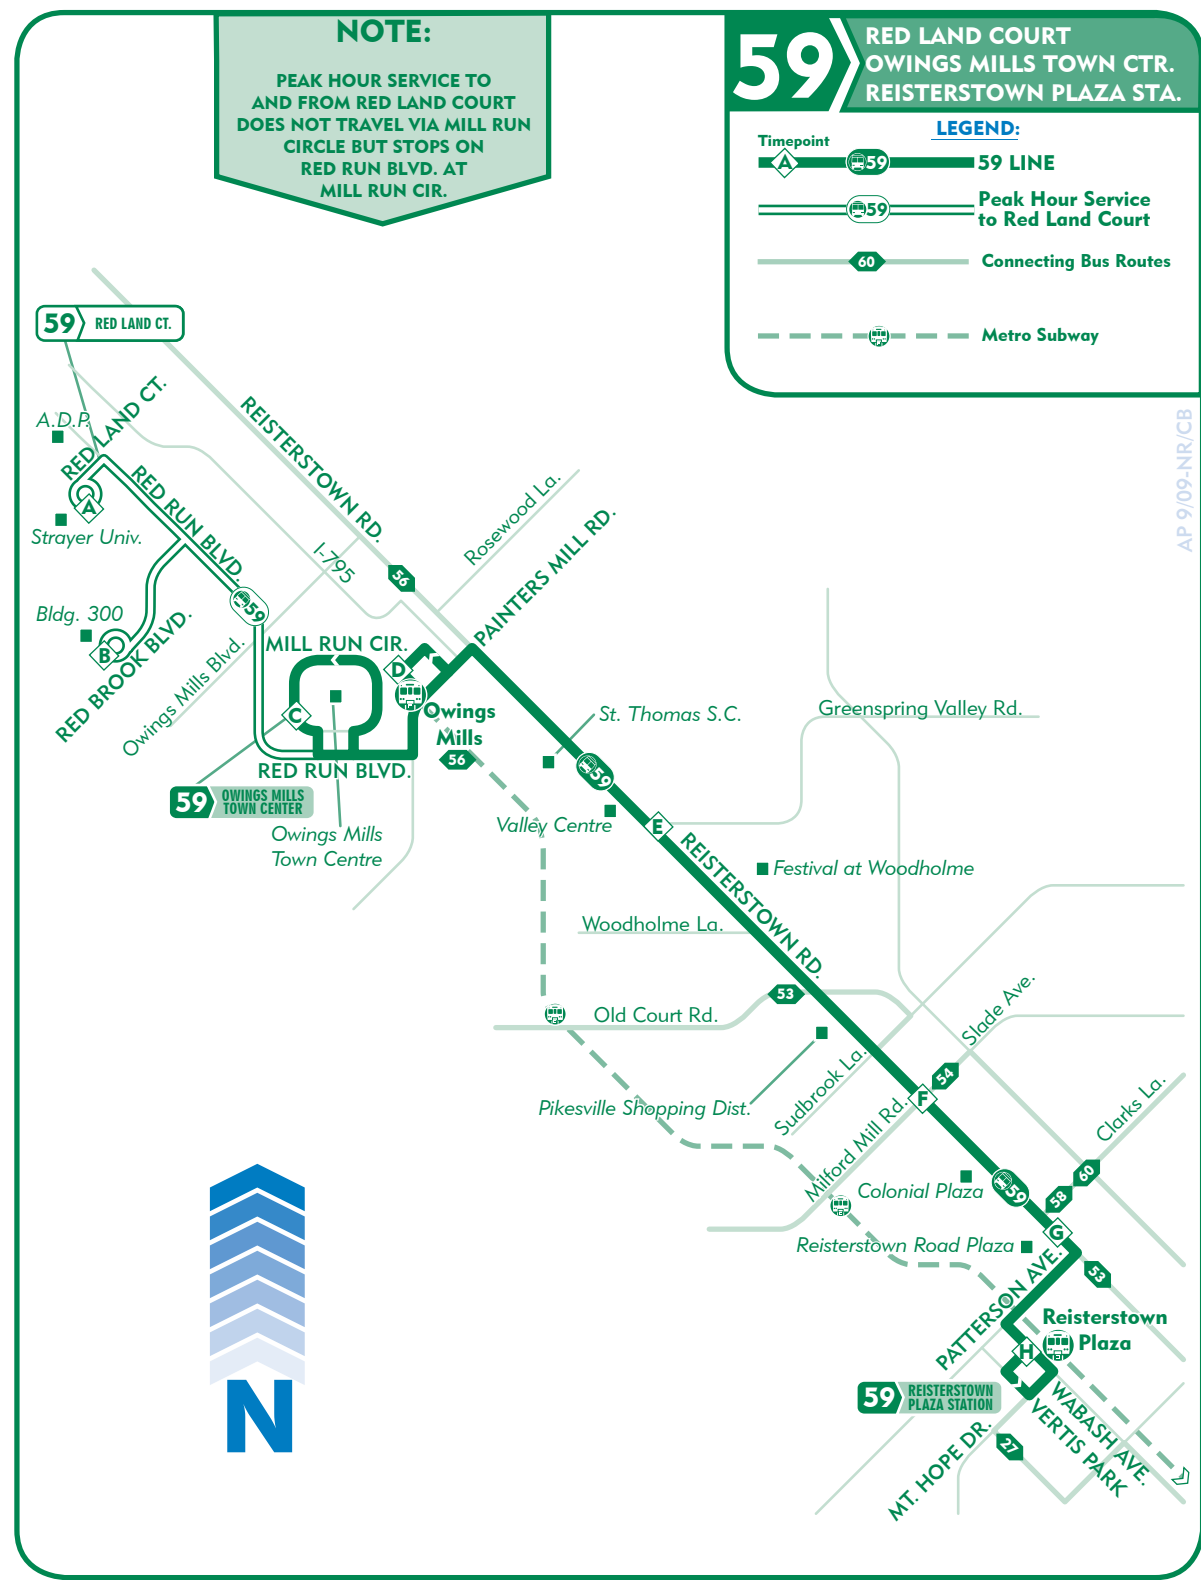 NOTE:
PEAK HOUR SERVICE TO
AND FROM RED LAND COURT
DOES NOT TRAVEL VIA MILL RUN
CIRCLE BUT STOPS ON
RED RUN BLVD. AT
MILL RUN CIR.
59
RED LAND COURT
OWINGS MILLS TOWN CTR.
REISTERSTOWN PLAZA STA.
LEGEND:
Timepoint
A
59
59 LINE
59
Peak Hour Service
to Red Land Court
60
Connecting Bus Routes
Metro Subway
AP 9/09-NR/CB
59 RED LAND CT.
A.D.P.
RED LAND CT.
A
Strayer Univ.
RED RUN BLVD.
REISTERSTOWN RD.
I-795
56
Rosewood La.
PAINTERS MILL RD.
59
Bldg. 300
B
RED BROOK BLVD.
Owings Mills Blvd.
MILL RUN CIR.
D
C
Owings
Mills
56
RED RUN BLVD.
59 OWINGS MILLS
TOWN CENTER
Owings Mills
Town Centre
St. Thomas S.C.
59
Greenspring Valley Rd.
Valley Centre
E
REISTERSTOWN RD.
Festival at Woodholme
Woodholme La.
53
Old Court Rd.
Slade Ave.
Pikesville Shopping Dist.
Sudbrook La.
54
F
Milford Mill Rd.
Clarks La.
60
58
Colonial Plaza
59
G
Reisterstown Road Plaza
53
PATTERSON AVE.
Reisterstown
Plaza
H
59 REISTERSTOWN
PLAZA STATION
WABASH AVE.
VERTIS PARK
MT. HOPE DR.
27
N